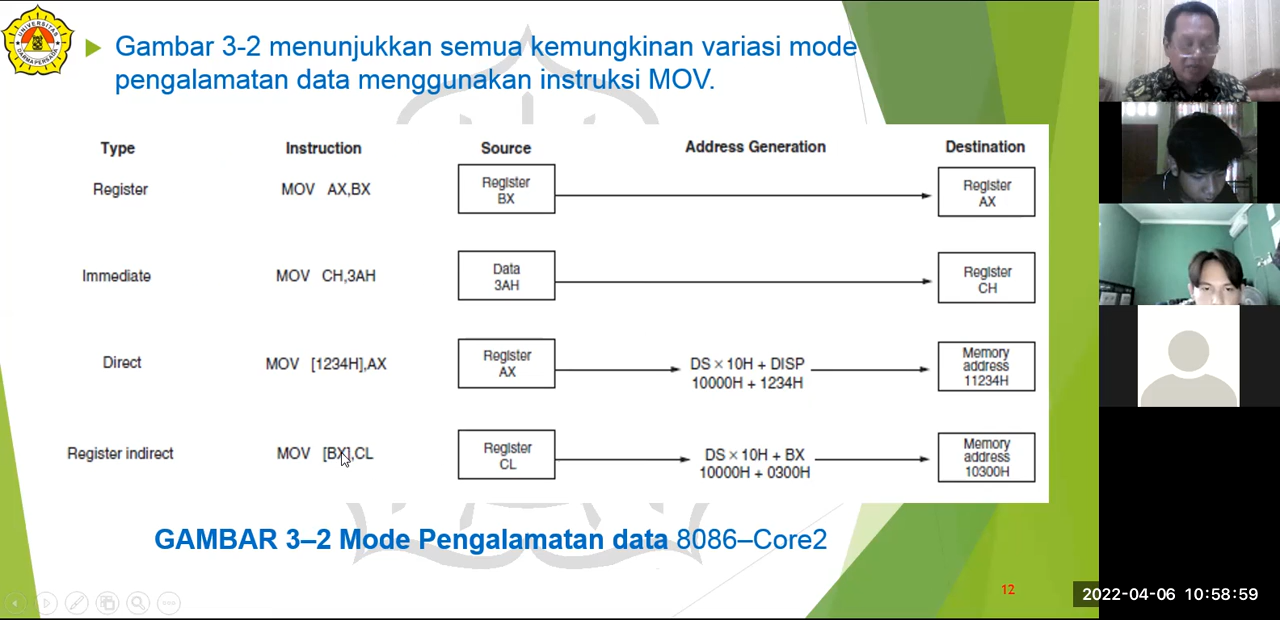 UNIVERSITAS
DARMA PERSADA
Gambar 3-2 menunjukkan semua kemungkinan variasi mode
pengalamatan data menggunakan instruksi MOV.
Type Instruction Source Address Generation Destination
Register MOV AX,BX Register BX Register AX
Immediate MOV CH,3AH Data 3AH Register CH
Direct MOV [1234H],AX Register AX DS × 10H + DISP 10000H + 1234H Memory address 11234H
Register indirect MOV [BX],CL Register CL DS × 10H + BX 10000H + 0300H Memory address 10300H
GAMBAR 3–2 Mode Pengalamatan data 8086–Core2
12
2022-04-06 10:58:59